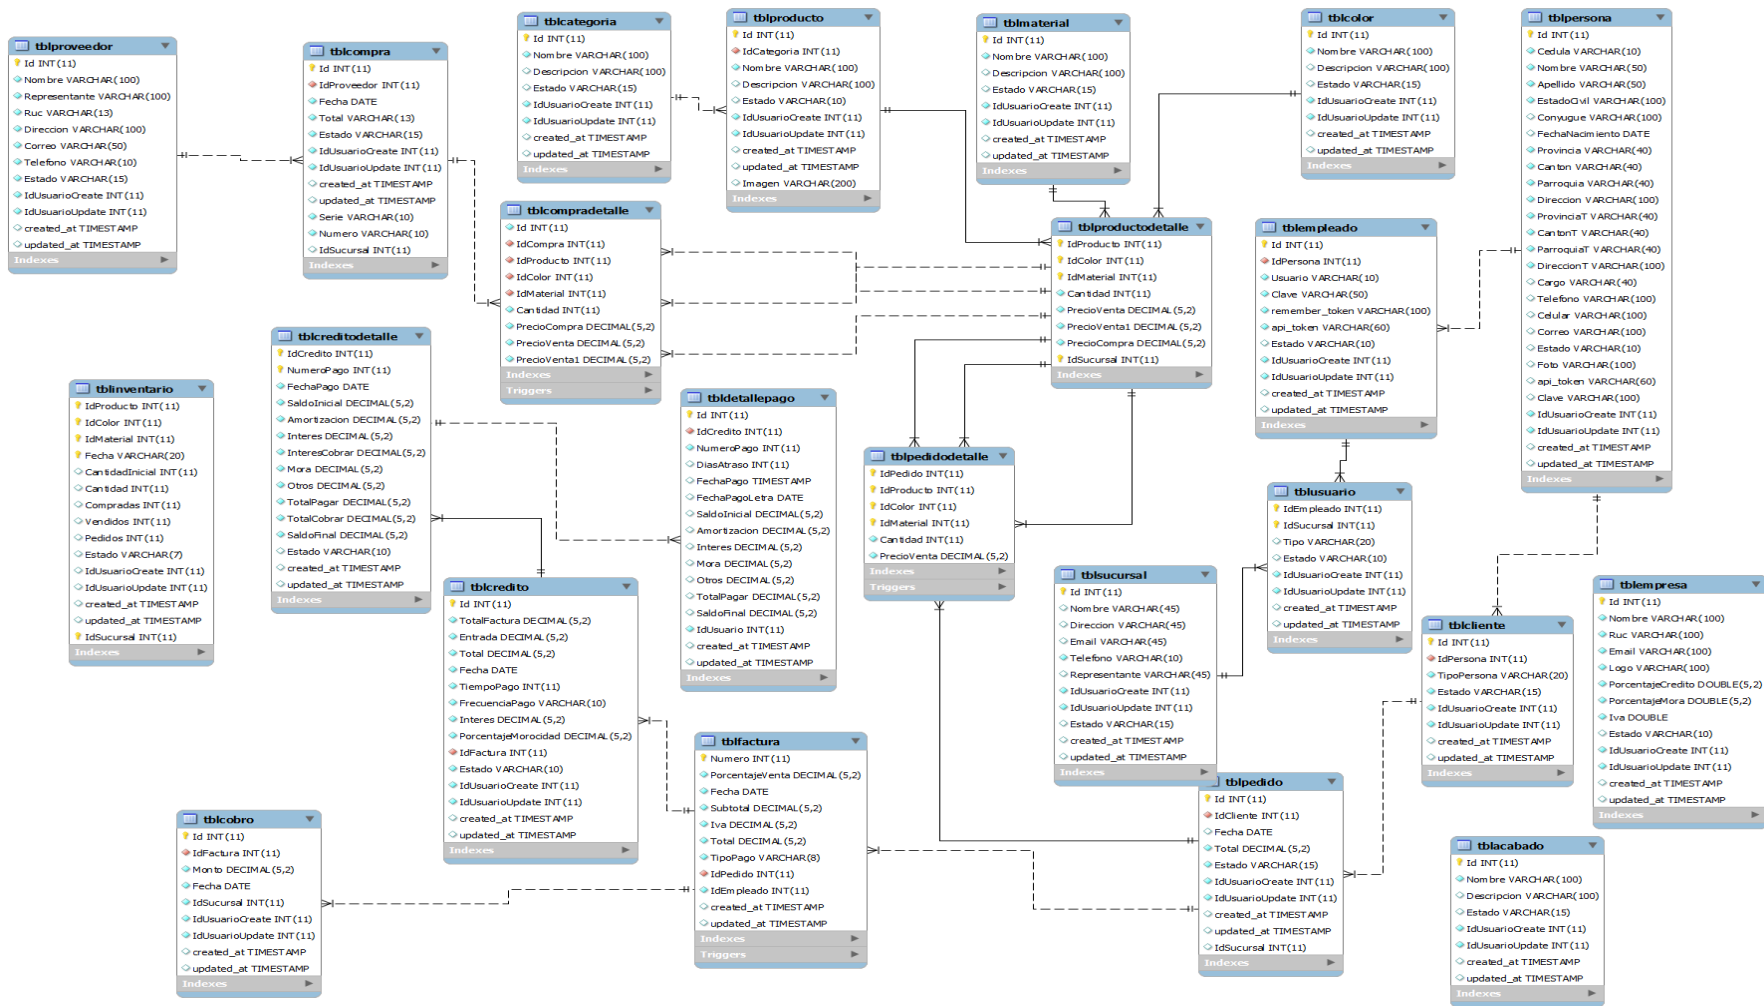 tblproveedor
Id INT(11)
Nombre VARCHAR(100)
Representante VARCHAR(100)
Ruc VARCHAR(13)
Direccion VARCHAR(100)
Correo VARCHAR(50)
Telefono VARCHAR(10)
Estado VARCHAR(15)
IdUsuarioCreate INT(11)
IdUsuarioUpdate INT(11)
created_at TIMESTAMP
updated_at TIMESTAMP
Indexes
tblcompra
Id INT(11)
IdProveedor INT(11)
Fecha DATE
Total VARCHAR(13)
Estado VARCHAR(15)
IdUsuarioCreate INT(11)
IdUsuarioUpdate INT(11)
created_at TIMESTAMP
updated_at TIMESTAMP
Serie VARCHAR(10)
Numero VARCHAR(10)
IdSucursal INT(11)
Indexes
tblcategoria
Id INT(11)
Nombre VARCHAR(100)
Descripcion VARCHAR(100)
Estado VARCHAR(15)
IdUsuarioCreate INT(11)
IdUsuarioUpdate INT(11)
created_at TIMESTAMP
updated_at TIMESTAMP
Indexes
tblproducto
Id INT(11)
IdCategoria INT(11)
Nombre VARCHAR(100)
Descripcion VARCHAR(100)
Estado VARCHAR(10)
IdUsuarioCreate INT(11)
IdUsuarioUpdate INT(11)
created_at TIMESTAMP
updated_at TIMESTAMP
Imagen VARCHAR(200)
Indexes
tblmaterial
Id INT(11)
Nombre VARCHAR(100)
Descripcion VARCHAR(100)
Estado VARCHAR(15)
IdUsuarioCreate INT(11)
IdUsuarioUpdate INT(11)
created_at TIMESTAMP
updated_at TIMESTAMP
Indexes
tblcolor
Id INT(11)
Nombre VARCHAR(100)
Descripcion VARCHAR(100)
Estado VARCHAR(15)
IdUsuarioCreate INT(11)
IdUsuarioUpdate INT(11)
created_at TIMESTAMP
updated_at TIMESTAMP
Indexes
tblpersona
Id INT(11)
Cedula VARCHAR(10)
Nombre VARCHAR(50)
Apellido VARCHAR(50)
EstadoCivil VARCHAR(100)
Conyugue VARCHAR(100)
FechaNacimiento DATE
Provincia VARCHAR(40)
Canton VARCHAR(40)
Parroquia VARCHAR(40)
Direccion VARCHAR(100)
ProvinciaT VARCHAR(40)
CantonT VARCHAR(40)
ParroquiaT VARCHAR(40)
DireccionT VARCHAR(100)
Cargo VARCHAR(40)
Telefono VARCHAR(100)
Celular VARCHAR(100)
Correo VARCHAR(100)
Estado VARCHAR(10)
Foto VARCHAR(100)
api_token VARCHAR(60)
Clave VARCHAR(100)
IdUsuarioCreate INT(11)
IdUsuarioUpdate INT(11)
created_at TIMESTAMP
updated_at TIMESTAMP
Indexes
tblcompradetalle
Id INT(11)
IdCompra INT(11)
IdProducto INT(11)
IdColor INT(11)
IdMaterial INT(11)
Cantidad INT(11)
PrecioCompra DECIMAL(5,2)
PrecioVenta DECIMAL(5,2)
PrecioVenta1 DECIMAL(5,2)
Indexes
Triggers
tblproductodetalle
IdProducto INT(11)
IdColor INT(11)
IdMaterial INT(11)
Cantidad INT(11)
PrecioVenta DECIMAL(5,2)
PrecioVenta1 DECIMAL(5,2)
PrecioCompra DECIMAL(5,2)
IdSucursal INT(11)
Indexes
tblempleado
Id INT(11)
IdPersona INT(11)
Usuario VARCHAR(10)
Clave VARCHAR(50)
remember_token VARCHAR(100)
api_token VARCHAR(60)
Estado VARCHAR(10)
IdUsuarioCreate INT(11)
IdUsuarioUpdate INT(11)
created_at TIMESTAMP
updated_at TIMESTAMP
Indexes
tblcreditodetalle
IdCredito INT(11)
NumeroPago INT(11)
FechaPago DATE
SaldoInicial DECIMAL(5,2)
Amortizacion DECIMAL(5,2)
Interes DECIMAL(5,2)
InteresCobrar DECIMAL(5,2)
Mora DECIMAL(5,2)
Otros DECIMAL(5,2)
TotalPagar DECIMAL(5,2)
TotalCobrar DECIMAL(5,2)
SaldoFinal DECIMAL(5,2)
Estado VARCHAR(10)
created_at TIMESTAMP
updated_at TIMESTAMP
Indexes
tblinventario
IdProducto INT(11)
IdColor INT(11)
IdMaterial INT(11)
Fecha VARCHAR(20)
CantidadInicial INT(11)
Cantidad INT(11)
Compradas INT(11)
Vendidos INT(11)
Pedidos INT(11)
Estado VARCHAR(7)
IdUsuarioCreate INT(11)
IdUsuarioUpdate INT(11)
created_at TIMESTAMP
updated_at TIMESTAMP
IdSucursal INT(11)
Indexes
tbldetallepago
Id INT(11)
IdCredito INT(11)
NumeroPago INT(11)
DiasAtraso INT(11)
FechaPago TIMESTAMP
FechaPagoLetra DATE
SaldoInicial DECIMAL(5,2)
Amortizacion DECIMAL(5,2)
Interes DECIMAL(5,2)
Mora DECIMAL(5,2)
Otros DECIMAL(5,2)
TotalPagar DECIMAL(5,2)
SaldoFinal DECIMAL(5,2)
IdUsuario INT(11)
created_at TIMESTAMP
updated_at TIMESTAMP
Indexes
tblpedidodetalle
IdPedido INT(11)
IdProducto INT(11)
IdColor INT(11)
IdMaterial INT(11)
Cantidad INT(11)
PrecioVenta DECIMAL(5,2)
Indexes
Triggers
tblusuario
IdEmpleado INT(11)
IdSucursal INT(11)
Tipo VARCHAR(20)
Estado VARCHAR(10)
IdUsuarioCreate INT(11)
IdUsuarioUpdate INT(11)
created_at TIMESTAMP
updated_at TIMESTAMP
Indexes
tblsucursal
Id INT(11)
Nombre VARCHAR(45)
Direccion VARCHAR(45)
Email VARCHAR(45)
Telefono VARCHAR(10)
Representante VARCHAR(45)
IdUsuarioCreate INT(11)
IdUsuarioUpdate INT(11)
Estado VARCHAR(15)
created_at TIMESTAMP
updated_at TIMESTAMP
Indexes
tblcliente
Id INT(11)
IdPersona INT(11)
TipoPersona VARCHAR(20)
Estado VARCHAR(15)
IdUsuarioCreate INT(11)
IdUsuarioUpdate INT(11)
created_at TIMESTAMP
updated_at TIMESTAMP
Indexes
tblempresa
Id INT(11)
Nombre VARCHAR(100)
Ruc VARCHAR(100)
Email VARCHAR(100)
Logo VARCHAR(100)
PorcentajeCredito DOUBLE(5,2)
PorcentajeMora DOUBLE(5,2)
Iva DOUBLE
Estado VARCHAR(10)
IdUsuarioCreate INT(11)
IdUsuarioUpdate INT(11)
created_at TIMESTAMP
updated_at TIMESTAMP
Indexes
tblcredito
Id INT(11)
TotalFactura DECIMAL(5,2)
Entrada DECIMAL(5,2)
Total DECIMAL(5,2)
Fecha DATE
TiempoPago INT(11)
FrecuenciaPago VARCHAR(10)
Interes DECIMAL(5,2)
PorcentajeMorocidad DECIMAL(5,2)
IdFactura INT(11)
Estado VARCHAR(10)
IdUsuarioCreate INT(11)
IdUsuarioUpdate INT(11)
created_at TIMESTAMP
updated_at TIMESTAMP
Indexes
tblfactura
Numero INT(11)
PorcentajeVenta DECIMAL(5,2)
Fecha DATE
Subtotal DECIMAL(5,2)
Iva DECIMAL(5,2)
Total DECIMAL(5,2)
TipoPago VARCHAR(8)
IdPedido INT(11)
IdEmpleado INT(11)
created_at TIMESTAMP
updated_at TIMESTAMP
Indexes
Triggers
tblpedido
Id INT(11)
IdCliente INT(11)
Fecha DATE
Total DECIMAL(5,2)
Estado VARCHAR(15)
IdUsuarioCreate INT(11)
IdUsuarioUpdate INT(11)
created_at TIMESTAMP
updated_at TIMESTAMP
IdSucursal INT(11)
Indexes
tblcobro
Id INT(11)
IdFactura INT(11)
Monto DECIMAL(5,2)
Fecha DATE
IdSucursal INT(11)
IdUsuarioCreate INT(11)
IdUsuarioUpdate INT(11)
created_at TIMESTAMP
updated_at TIMESTAMP
Indexes
tblacabado
Id INT(11)
Nombre VARCHAR(100)
Descripcion VARCHAR(100)
Estado VARCHAR(15)
IdUsuarioCreate INT(11)
IdUsuarioUpdate INT(11)
created_at TIMESTAMP
updated_at TIMESTAMP
Indexes